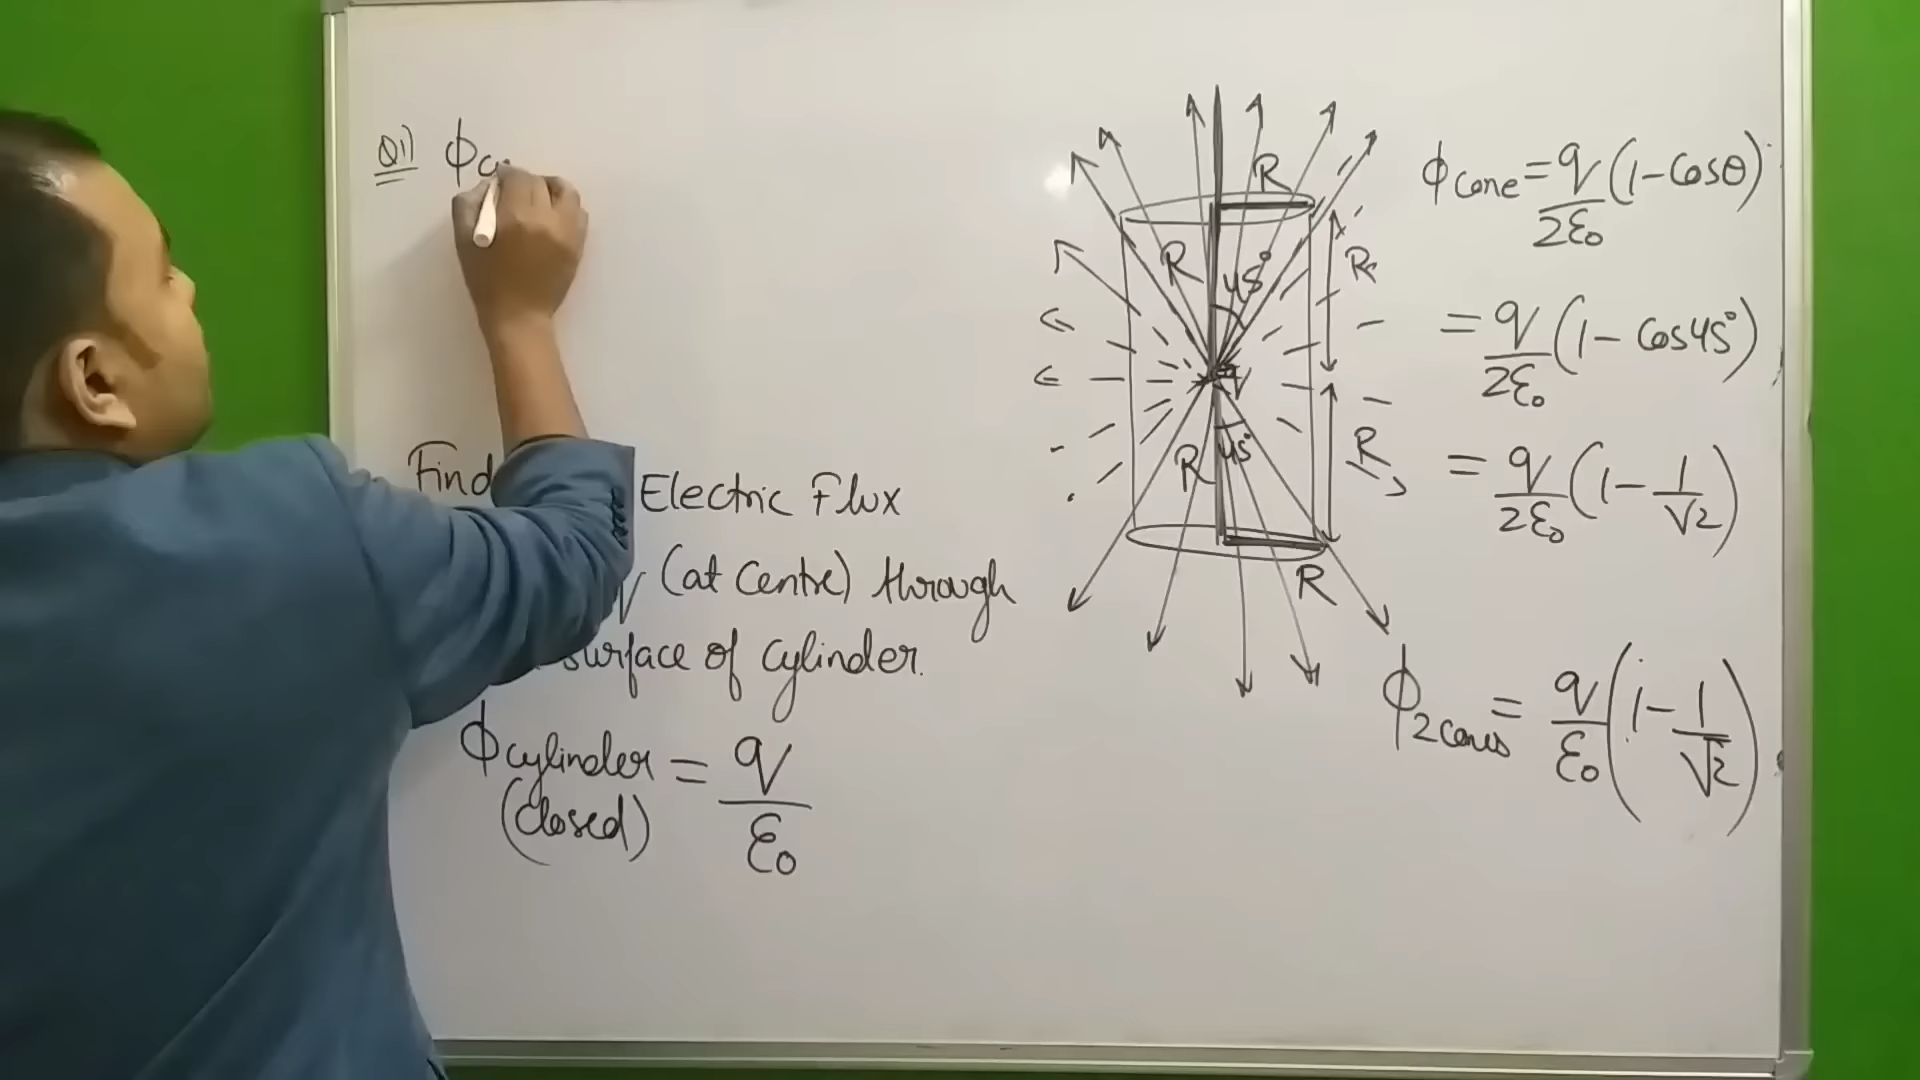 Q1) ϕ
Find Electric Flux
(at Centre) through
surface of cylinder.
ϕcylinder = q/ε₀
(closed)
R
R
45°
R
q
45°
R
R
R
ϕcone = q/2ε₀ (1-Cosθ)
= q/2ε₀ (1- Cos45°)
= q/2ε₀ (1- 1/√2)
ϕ2cones = q/ε₀ (1- 1/√2)